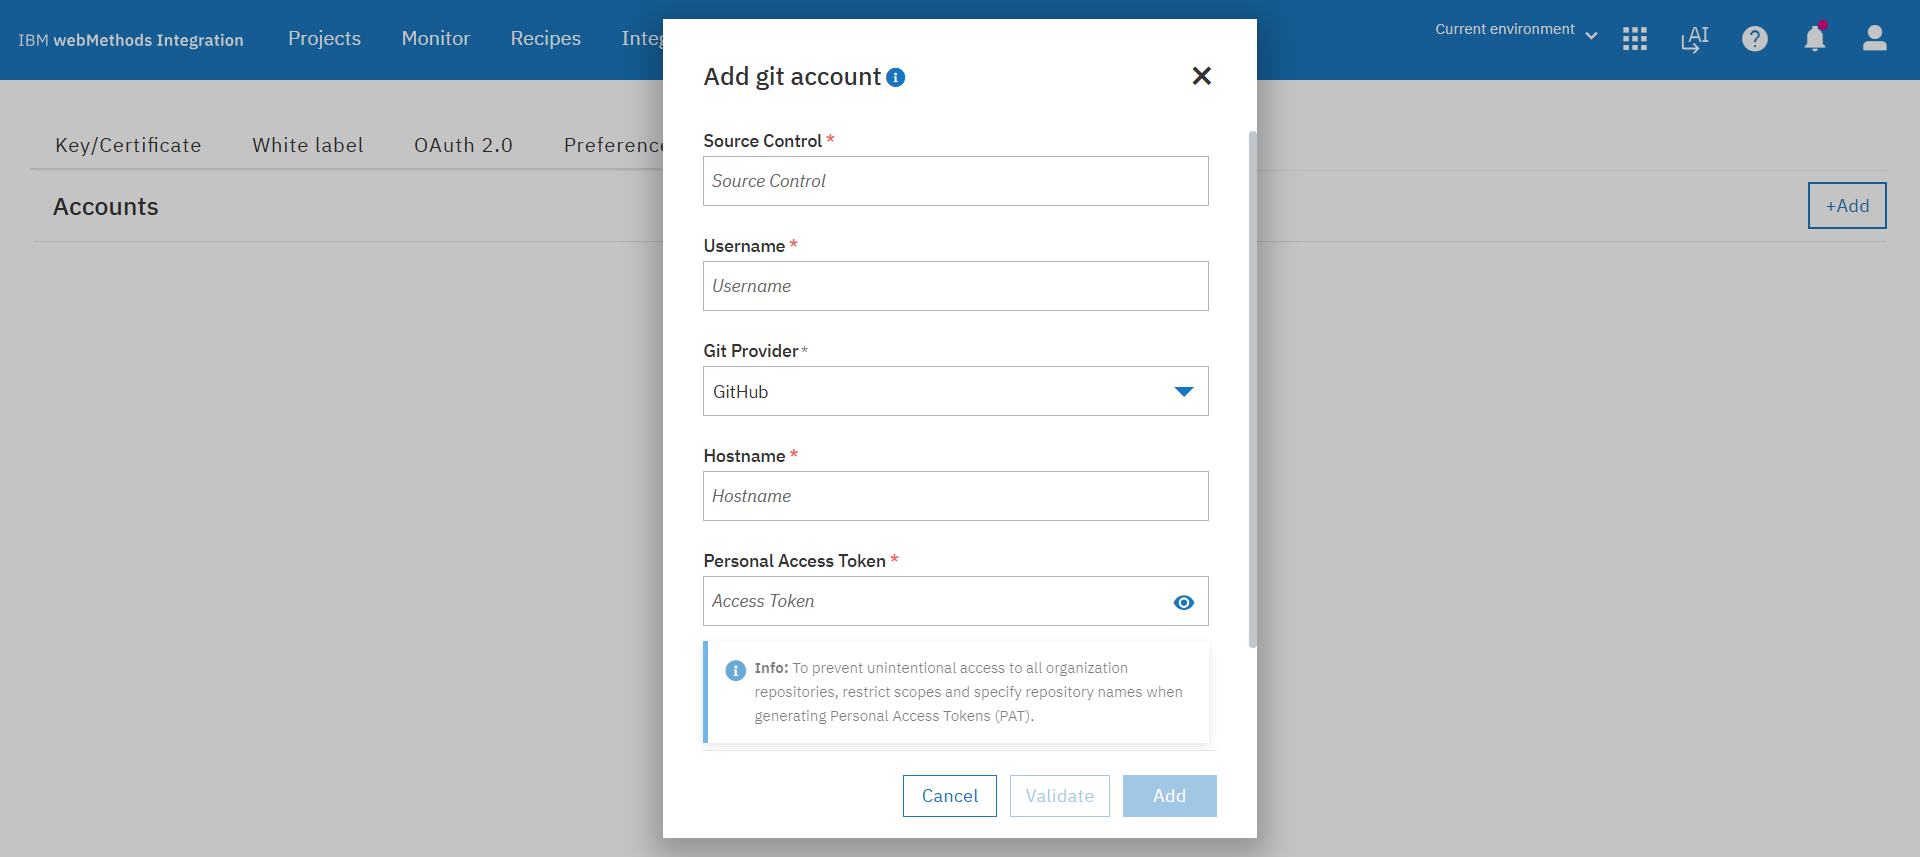 IBM webMethods Integration
Projects
Monitor
Recipes
Current environment
AI
Key/Certificate
White label
OAuth 2.0
Accounts
+Add
Add git account
Source Control *
Source Control
Username *
Username
Git Provider*
GitHub
Hostname *
Hostname
Personal Access Token *
Access Token
Info: To prevent unintentional access to all organization
repositories, restrict scopes and specify repository names when
generating Personal Access Tokens (PAT).
Cancel
Validate
Add